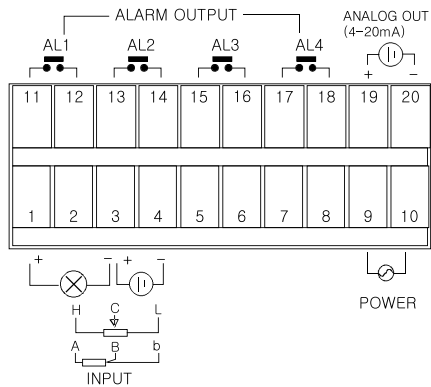 ALARM OUTPUT
ANALOG OUT
(4-20mA)
AL1 AL2 AL3 AL4
+ −
11 12 13 14 15 16 17 18 19 20
1 2 3 4 5 6 7 8 9 10
+ − + −
H C L
POWER
A B b
INPUT